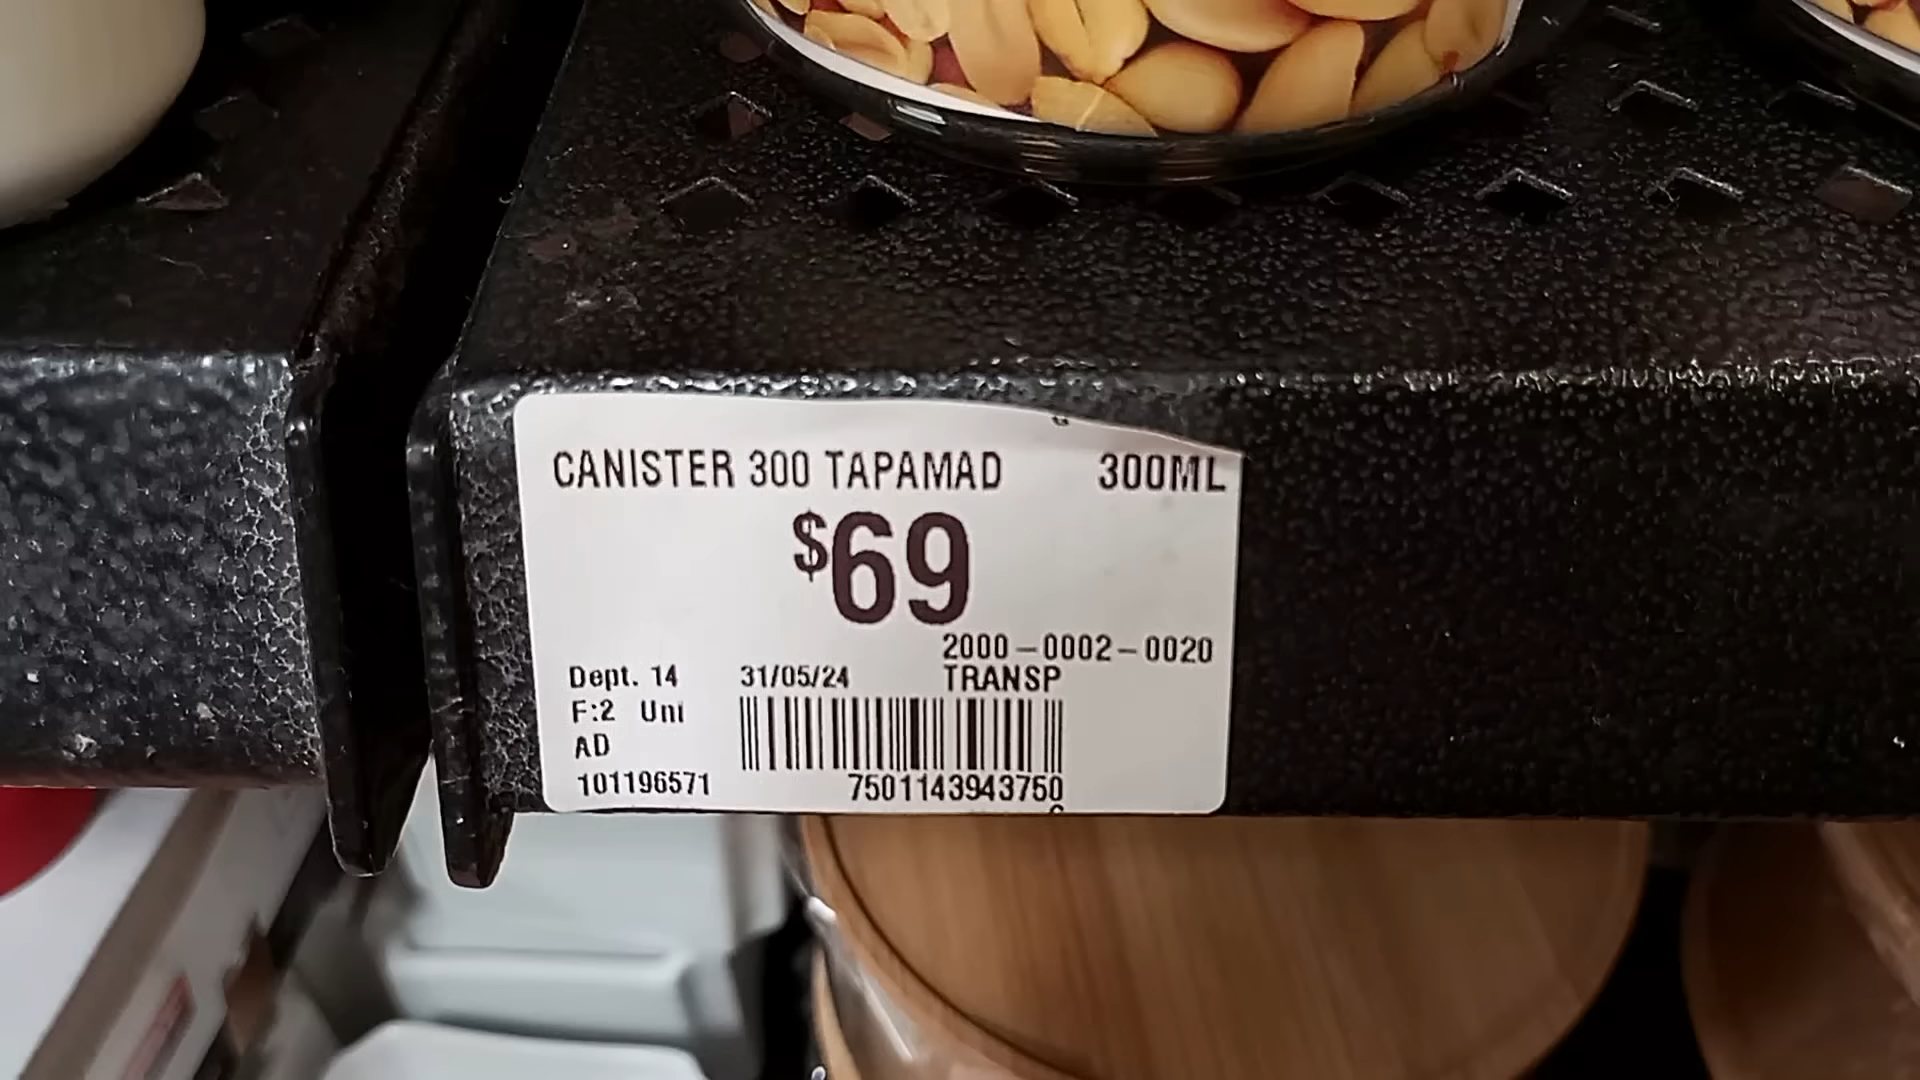 CANISTER 300 TAPAMAD 300ML
$69
2000-0002-0020
Dept. 14 31/05/24 TRANSP
F:2 Uni
AD
101196571 7501143943750